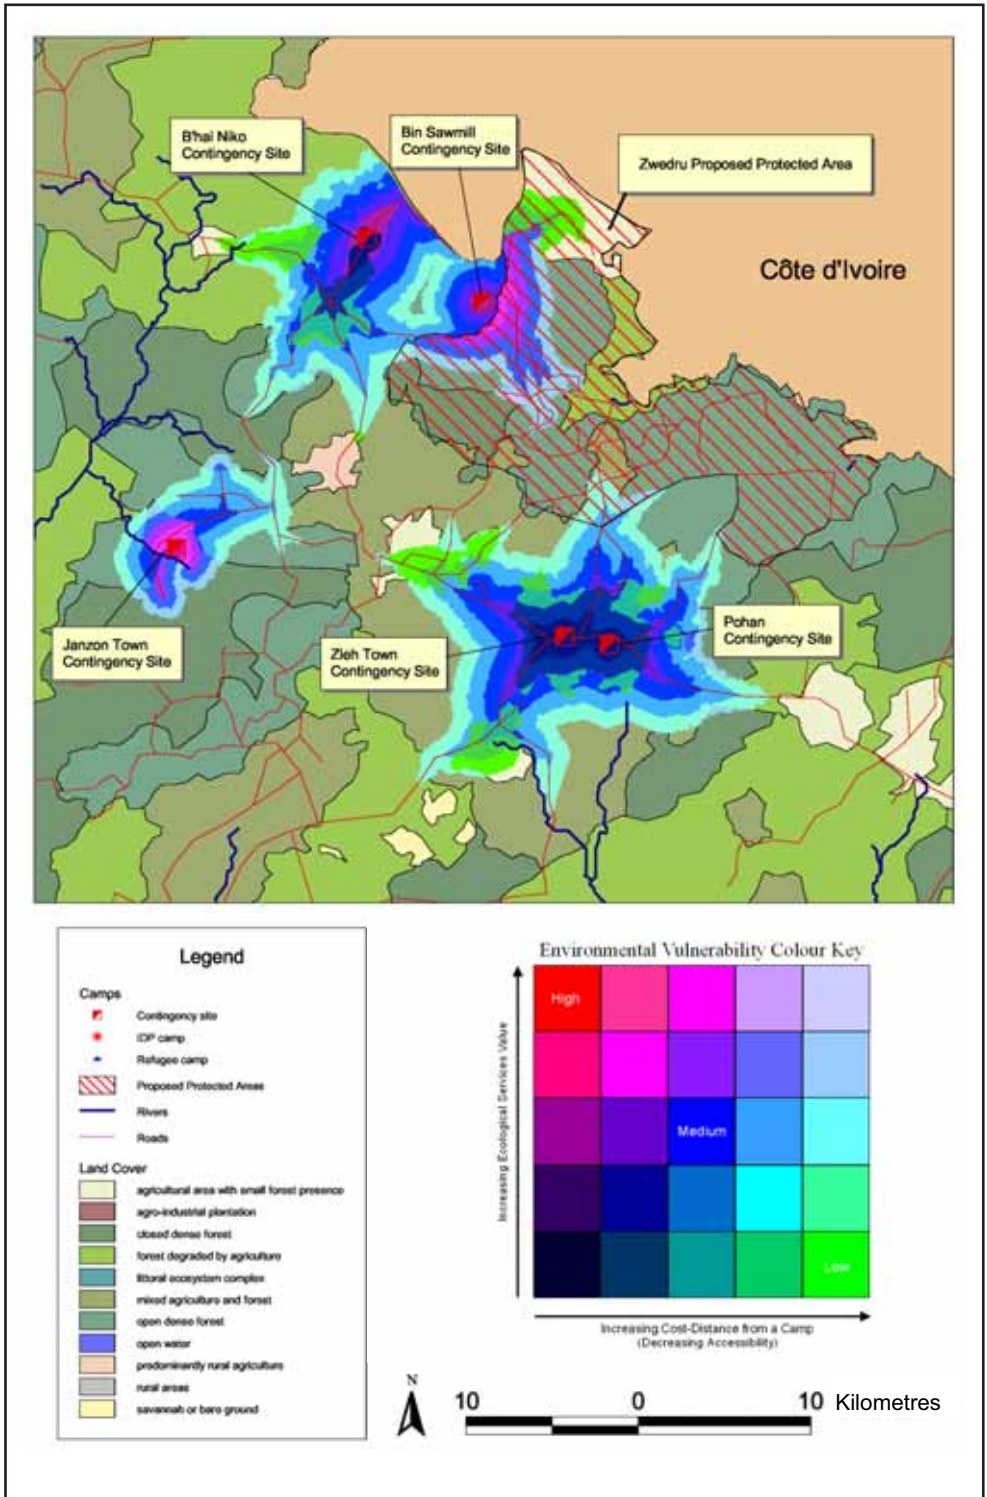 B'hai Niko
Contingency Site
Bin Sawmill
Contingency Site
Zwedru Proposed Protected Area
Côte d'Ivoire
Janzon Town
Contingency Site
Zleh Town
Contingency Site
Pohan
Contingency Site
Legend
Camps
Contingency site
IDP camp
Refugee camp
Proposed Protected Areas
Rivers
Roads
Land Cover
agricultural area with small forest presence
agro-industrial plantation
closed dense forest
forest degraded by agriculture
littoral ecosystem complex
mixed agriculture and forest
open dense forest
open water
predominantly rural agriculture
rural areas
savannah or bare ground
Environmental Vulnerability Colour Key
Increasing Ecological Services Value
High
Medium
Low
Increasing Cost-Distance from a Camp
(Decreasing Accessibility)
N
10 0 10 Kilometres